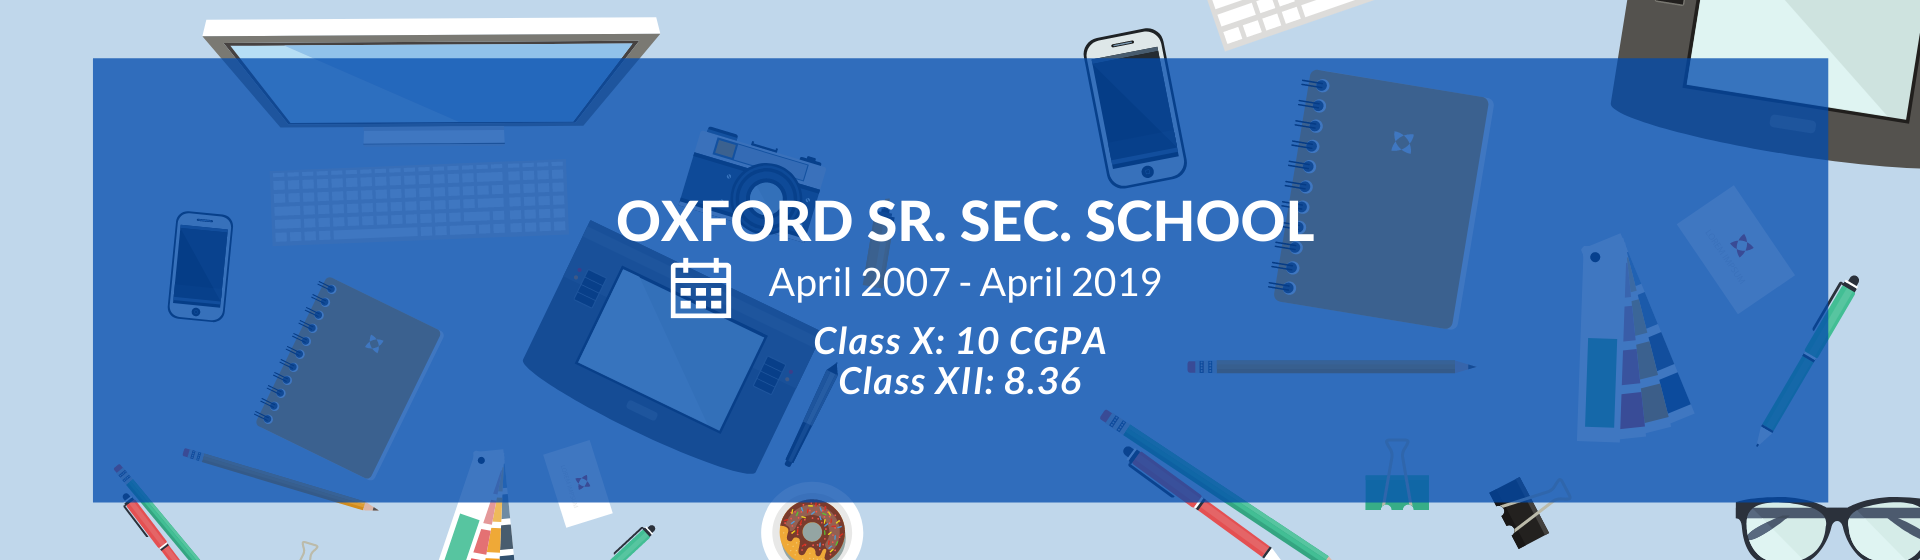 OXFORD SR. SEC. SCHOOL
April 2007 - April 2019
Class X: 10 CGPA
Class XII: 8.36